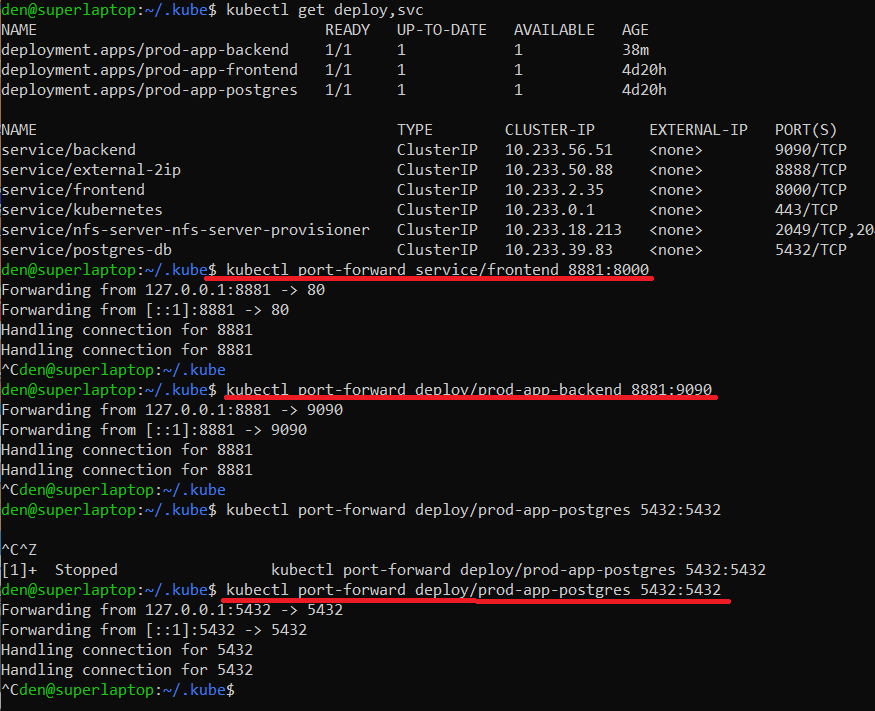 den@superlaptop:~/.kube$ kubectl get deploy,svc
NAME READY UP-TO-DATE AVAILABLE AGE
deployment.apps/prod-app-backend 1/1 1 1 38m
deployment.apps/prod-app-frontend 1/1 1 1 4d20h
deployment.apps/prod-app-postgres 1/1 1 1 4d20h
NAME TYPE CLUSTER-IP EXTERNAL-IP PORT(S)
service/backend ClusterIP 10.233.56.51 <none> 9090/TCP
service/external-2ip ClusterIP 10.233.50.88 <none> 8888/TCP
service/frontend ClusterIP 10.233.2.35 <none> 8000/TCP
service/kubernetes ClusterIP 10.233.0.1 <none> 443/TCP
service/nfs-server-nfs-server-provisioner ClusterIP 10.233.18.213 <none> 2049/TCP,20
service/postgres-db ClusterIP 10.233.39.83 <none> 5432/TCP
den@superlaptop:~/.kube$ kubectl port-forward service/frontend 8881:8000
Forwarding from 127.0.0.1:8881 -> 80
Forwarding from [::1]:8881 -> 80
Handling connection for 8881
Handling connection for 8881
^Cden@superlaptop:~/.kube
den@superlaptop:~/.kube$ kubectl port-forward deploy/prod-app-backend 8881:9090
Forwarding from 127.0.0.1:8881 -> 9090
Forwarding from [::1]:8881 -> 9090
Handling connection for 8881
Handling connection for 8881
^Cden@superlaptop:~/.kube
den@superlaptop:~/.kube$ kubectl port-forward deploy/prod-app-postgres 5432:5432
^C^Z
[1]+ Stopped kubectl port-forward deploy/prod-app-postgres 5432:5432
den@superlaptop:~/.kube$ kubectl port-forward deploy/prod-app-postgres 5432:5432
Forwarding from 127.0.0.1:5432 -> 5432
Forwarding from [::1]:5432 -> 5432
Handling connection for 5432
Handling connection for 5432
^Cden@superlaptop:~/.kube$